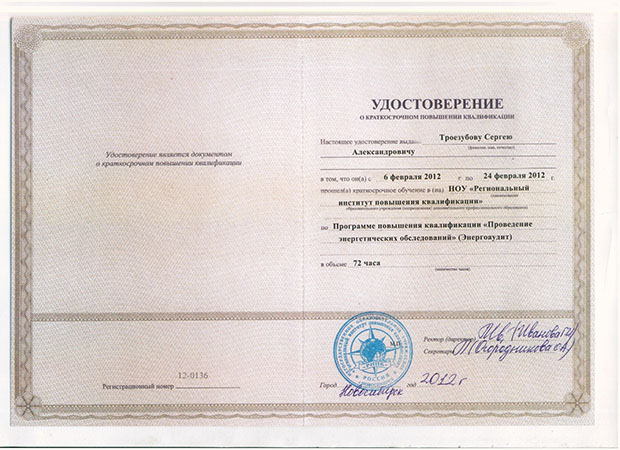 Удостоверение является документом
о краткосрочном повышении квалификации
12-0136
Регистрационный номер
УДОСТОВЕРЕНИЕ
О КРАТКОСРОЧНОМ ПОВЫШЕНИИ КВАЛИФИКАЦИИ
Настоящее удостоверение выдано Троезубову Сергею
(фамилия, имя, отчество)
Александровичу
в том, что он(а) с 6 февраля 2012 г. по 24 февраля 2012 г.
прошел(а) краткосрочное обучение в (на) НОУ «Региональный
(наименование)
институт повышения квалификации»
образовательного учреждения (подразделения) дополнительного профессионального образования)
по Программе повышения квалификации «Проведение
энергетических обследований» (Энергоаудит)
в объеме 72 часа
(количество часов)
М.П.
РОССИЯ
Ректор (директор) (Иванова
Секретарь (Огородникова
Город Новосибирск год 2012 г